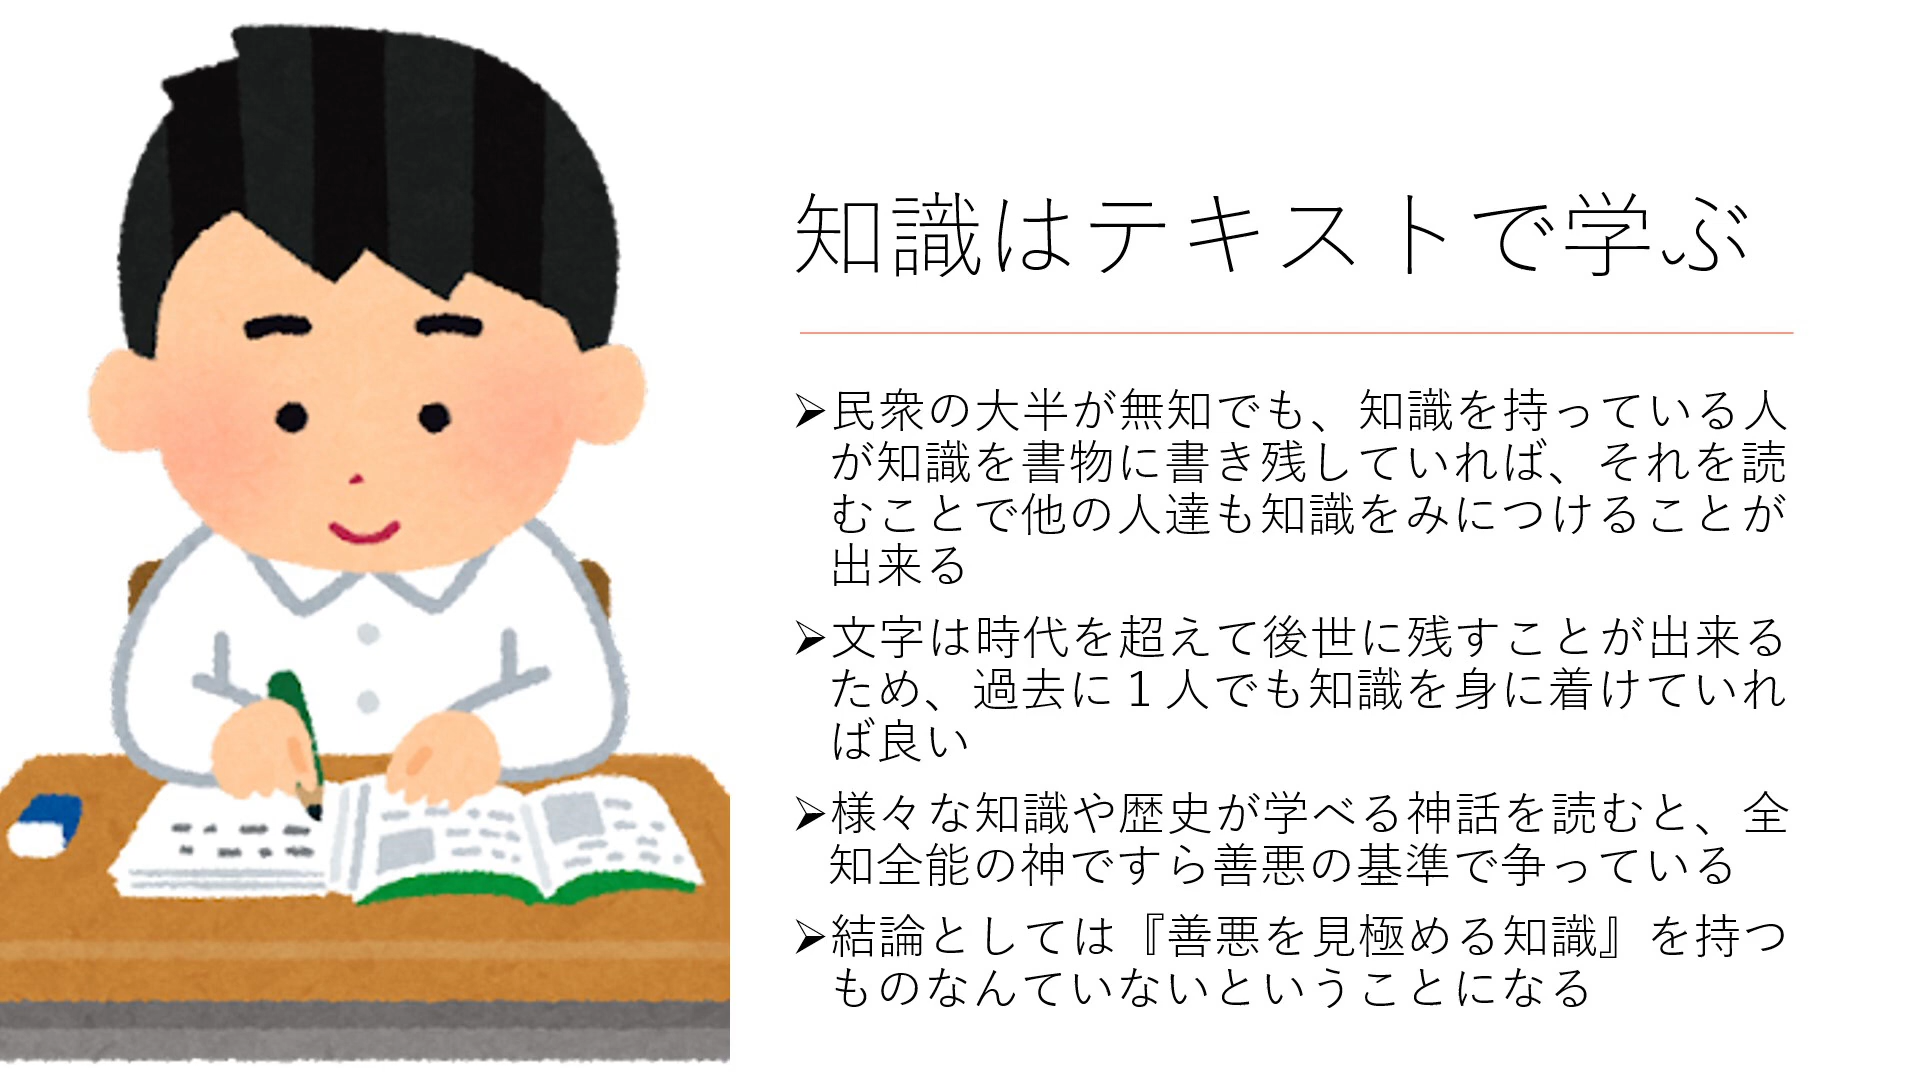 知識はテキストで学ぶ
➢民衆の大半が無知でも、知識を持っている人
が知識を書物に書き残していれば、それを読
むことで他の人達も知識をみにつけることが
出来る
➢文字は時代を超えて後世に残すことが出来る
ため、過去に１人でも知識を身に着けていれ
ば良い
➢様々な知識や歴史が学べる神話を読むと、全
知全能の神ですら善悪の基準で争っている
➢結論としては『善悪を見極める知識』を持つ
ものなんていないということになる